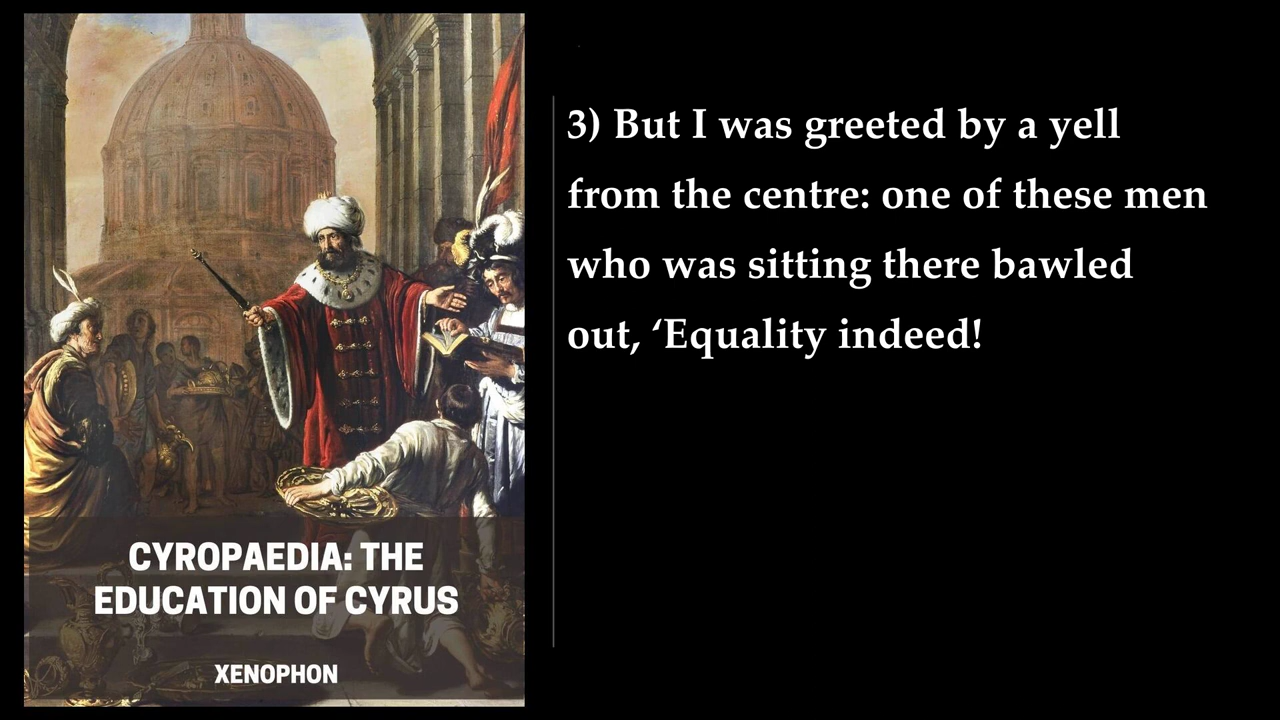 3) But I was greeted by a yell
from the centre: one of these men
who was sitting there bawled
out, ‘Equality indeed!
CYROPAEDIA: THE
EDUCATION OF CYRUS
XENOPHON